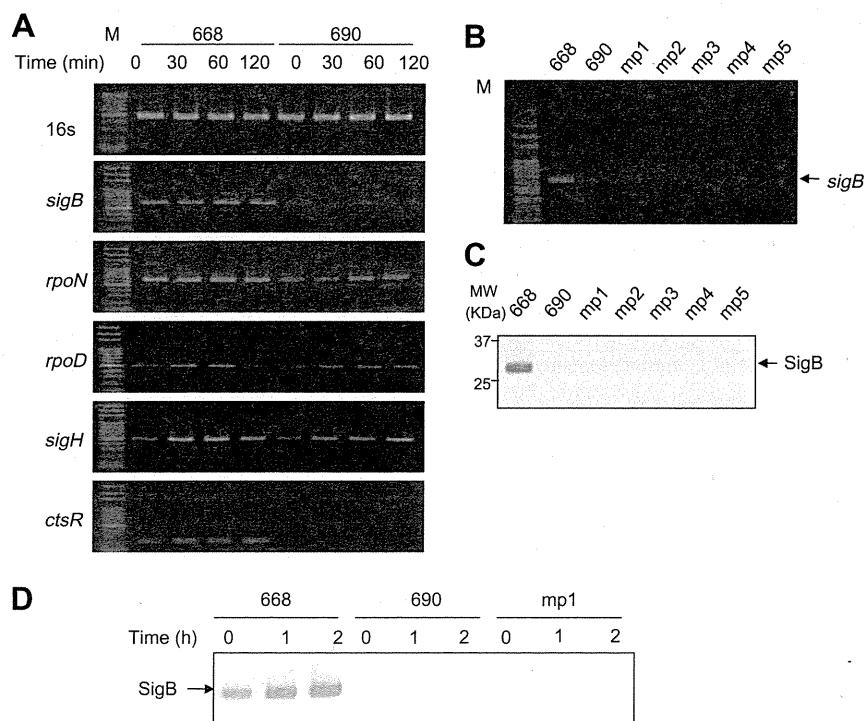 A
M 668 690
Time (min) 0 30 60 120 0 30 60 120
16s
sigB
rpoN
rpoD
sigH
ctsR
B
668 690 mp1 mp2 mp3 mp4 mp5
M
sigB
C
MW
(KDa)
668 690 mp1 mp2 mp3 mp4 mp5
37
25
SigB
D
668 690 mp1
Time (h) 0 1 2 0 1 2 0 1 2
SigB